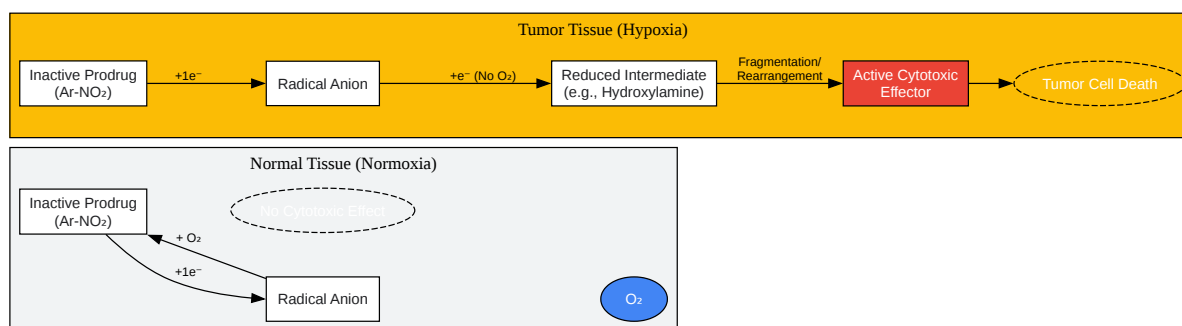 Tumor Tissue (Hypoxia)
Inactive Prodrug
(Ar-NO₂)
+1e⁻
Radical Anion
+e⁻ (No O₂)
Reduced Intermediate
(e.g., Hydroxylamine)
Fragmentation/
Rearrangement
Active Cytotoxic
Effector
Tumor Cell Death
Normal Tissue (Normoxia)
Inactive Prodrug
(Ar-NO₂)
No Cytotoxic Effect
+ O₂
+1e⁻
Radical Anion
O₂